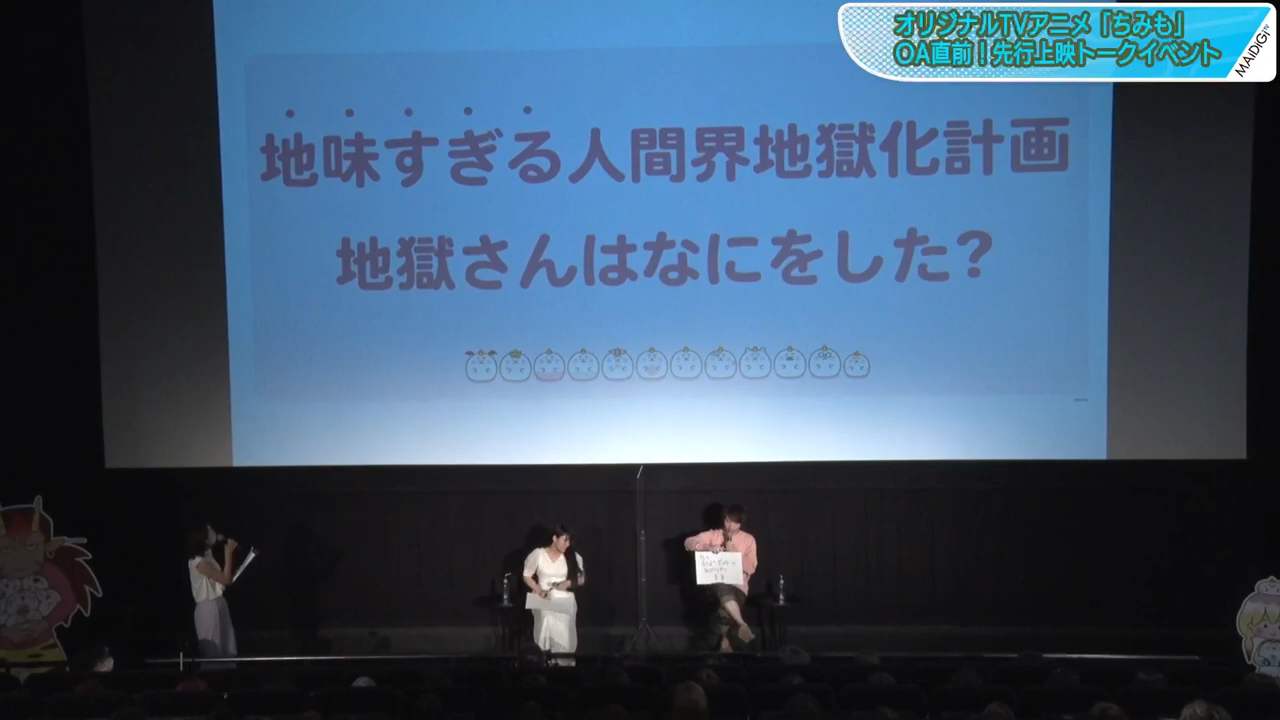 オリジナルTVアニメ「ちみも」
OA直前！先行上映トークイベント
MAiDiGiTV
地味すぎる人間界地獄化計画
地獄さんはなにをした?